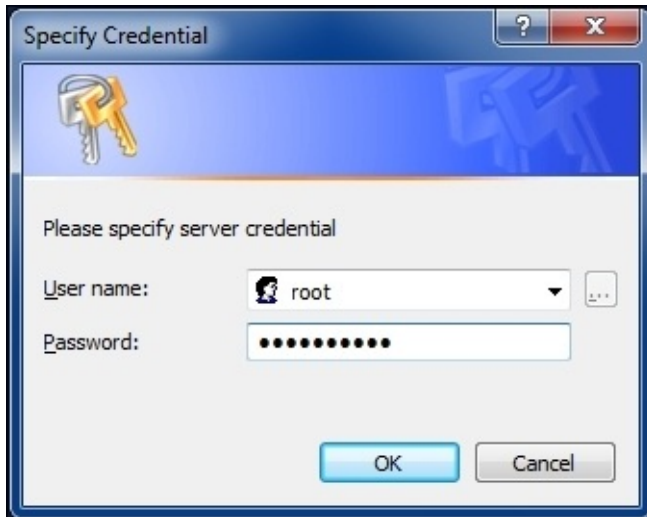 Specify Credential
Please specify server credential
User name: root ...
Password: ••••••••••
OK Cancel